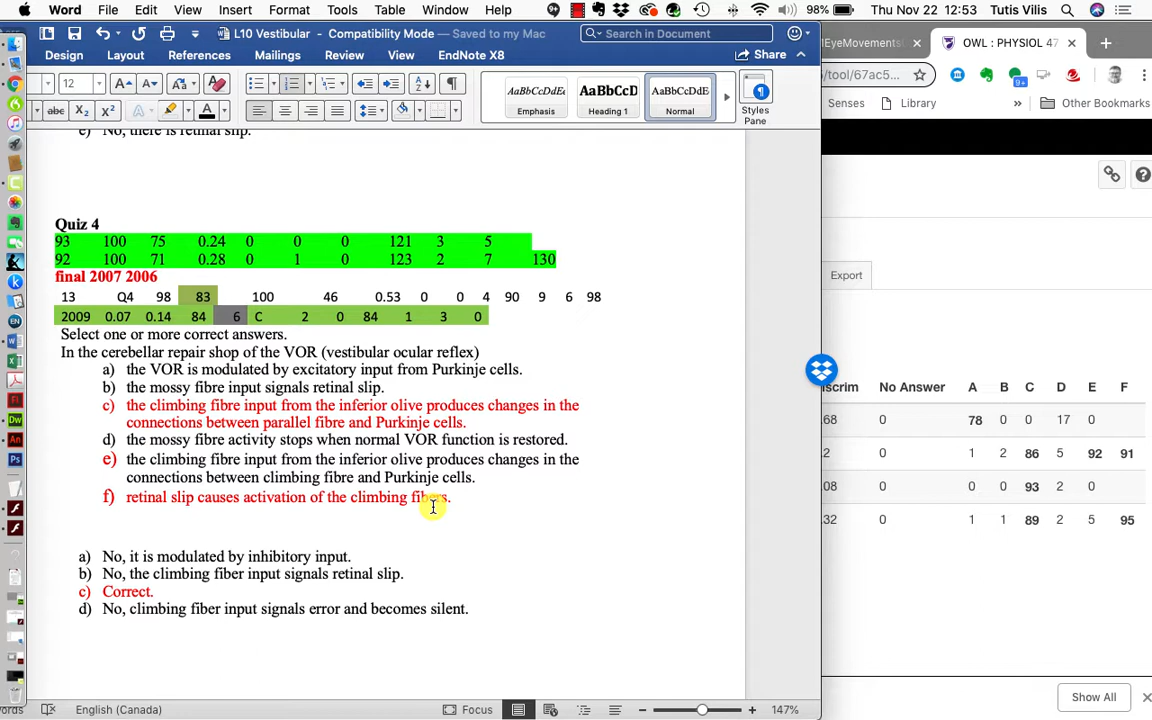 Word File Edit View Insert Format Tools Table Window Help 98% Thu Nov 22 12:53 Tutis Vilis
L10 Vestibular - Compatibility Mode — Saved to my Mac
Search in Document
1EyeMovements
OWL : PHYSIOL 47
Design Layout References Mailings Review View EndNote X8
Share
/tool/67ac5...
12
AaBbCcDdEe
Emphasis
AaBbCcD
Heading 1
AaBbCcDdE
Normal
Styles
Pane
Senses
Library
Other Bookmarks
e) No, there is retinal slip.
Quiz 4
93 100 75 0.24 0 0 0 121 3 5
92 100 71 0.28 0 1 0 123 2 7 130
final 2007 2006
13 Q4 98 83 100 46 0.53 0 0 4 90 9 6 98
2009 0.07 0.14 84 6 C 2 0 84 1 3 0
Select one or more correct answers.
In the cerebellar repair shop of the VOR (vestibular ocular reflex)
a) the VOR is modulated by excitatory input from Purkinje cells.
b) the mossy fibre input signals retinal slip.
c) the climbing fibre input from the inferior olive produces changes in the
connections between parallel fibre and Purkinje cells.
d) the mossy fibre activity stops when normal VOR function is restored.
e) the climbing fibre input from the inferior olive produces changes in the
connections between climbing fibre and Purkinje cells.
f) retinal slip causes activation of the climbing fibers.
a) No, it is modulated by inhibitory input.
b) No, the climbing fiber input signals retinal slip.
c) Correct.
d) No, climbing fiber input signals error and becomes silent.
Export
iscrim No Answer A B C D E F
68 0 78 0 0 17 0
.2 0 1 2 86 5 92 91
.08 0 0 0 93 2 0
.32 0 1 1 89 2 5 95
Show All
words English (Canada) Focus 147%